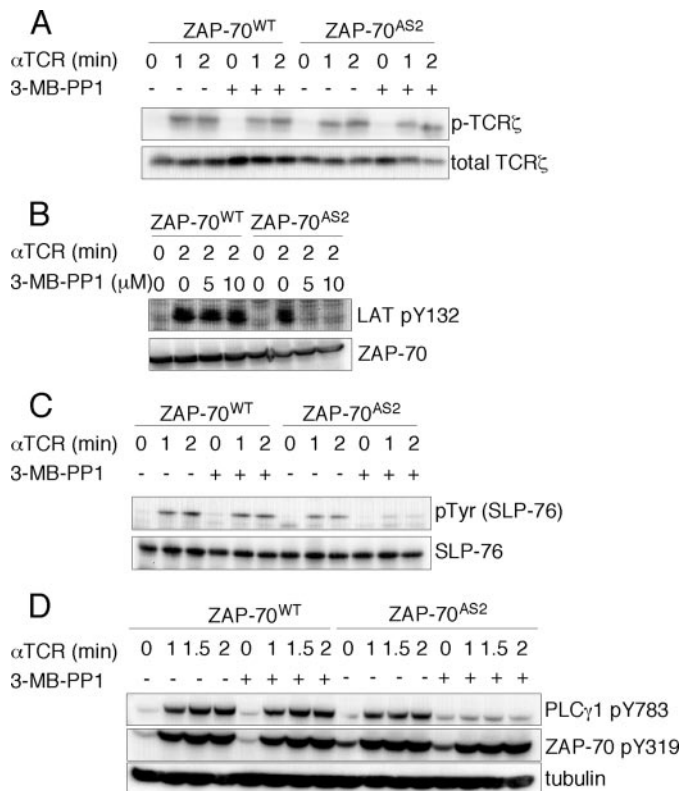 A
ZAP-70WT ZAP-70AS2
αTCR (min) 0 1 2 0 1 2 0 1 2 0 1 2
3-MB-PP1 - - - + + + - - - + + +
p-TCRζ
total TCRζ
B
ZAP-70WT ZAP-70AS2
αTCR (min) 0 2 2 2 0 2 2 2
3-MB-PP1 (μM) 0 0 5 10 0 0 5 10
LAT pY132
ZAP-70
C
ZAP-70WT ZAP-70AS2
αTCR (min) 0 1 2 0 1 2 0 1 2 0 1 2
3-MB-PP1 - - - + + + - - - + + +
pTyr (SLP-76)
SLP-76
D
ZAP-70WT ZAP-70AS2
αTCR (min) 0 1 1.5 2 0 1 1.5 2 0 1 1.5 2 0 1 1.5 2
3-MB-PP1 - - - - + + + + - - - - + + + +
PLCγ1 pY783
ZAP-70 pY319
tubulin